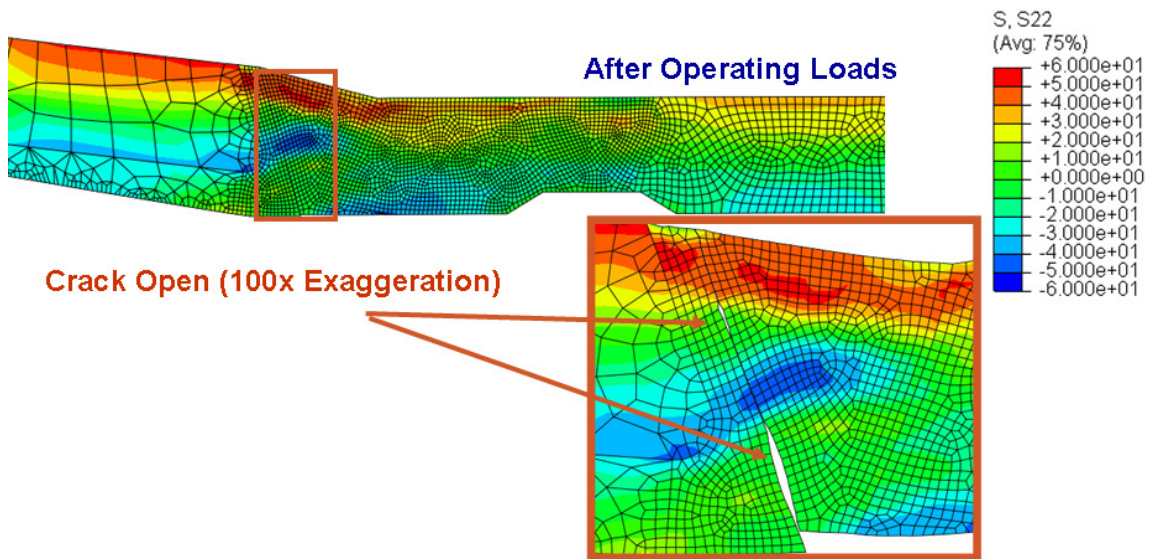 S, S22
(Avg: 75%)
+6.000e+01
+5.000e+01
+4.000e+01
+3.000e+01
+2.000e+01
+1.000e+01
+0.000e+00
-1.000e+01
-2.000e+01
-3.000e+01
-4.000e+01
-5.000e+01
-6.000e+01
After Operating Loads
Crack Open (100x Exaggeration)